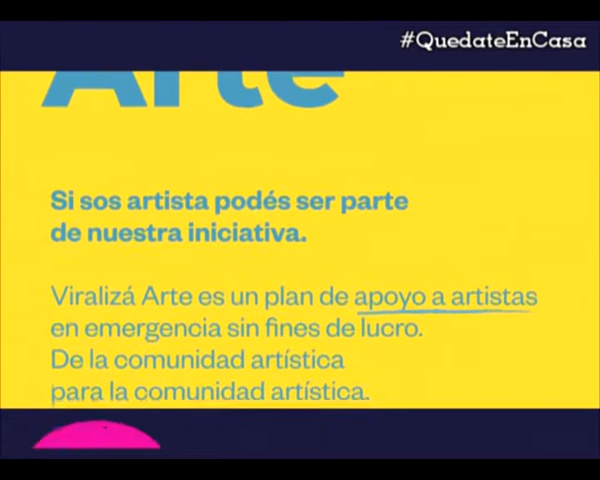 #QuedateEnCasa
Arte
Si sos artista podés ser parte
de nuestra iniciativa.
Viralizá Arte es un plan de apoyo a artistas
en emergencia sin fines de lucro.
De la comunidad artística
para la comunidad artística.